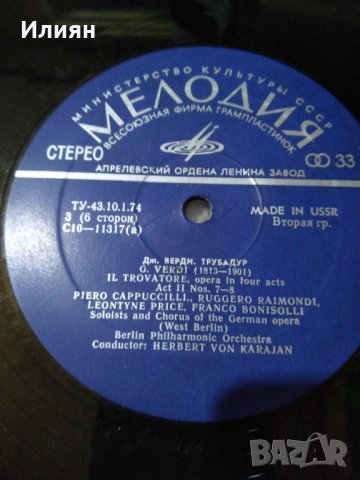 Илиян
МИНИСТЕРСТВО КУЛЬТУРЫ СССР
МЕЛОДИЯ
ВСЕСОЮЗНАЯ ФИРМА ГРАМПЛАСТИНОК
СТЕРЕО
33
АПРЕЛЕВСКИЙ ОРДЕНА ЛЕНИНА ЗАВОД
ТУ-43.10.1.74
3 (6 сторон)
С10—11317(а)
MADE IN USSR
Вторая гр.
ДЖ. ВЕРДИ. ТРУБАДУР
G. VERDI (1813—1901)
IL TROVATORE, opera in four acts
Act II Nos. 7—8
PIERO CAPPUCCILLI, RUGGERO RAIMONDI,
LEONTYNE PRICE, FRANCO BONISOLLI
Soloists and Chorus of the German opera
(West Berlin)
Berlin Philharmonic Orchestra
Conductor: HERBERT VON KARAJAN
BAZAR